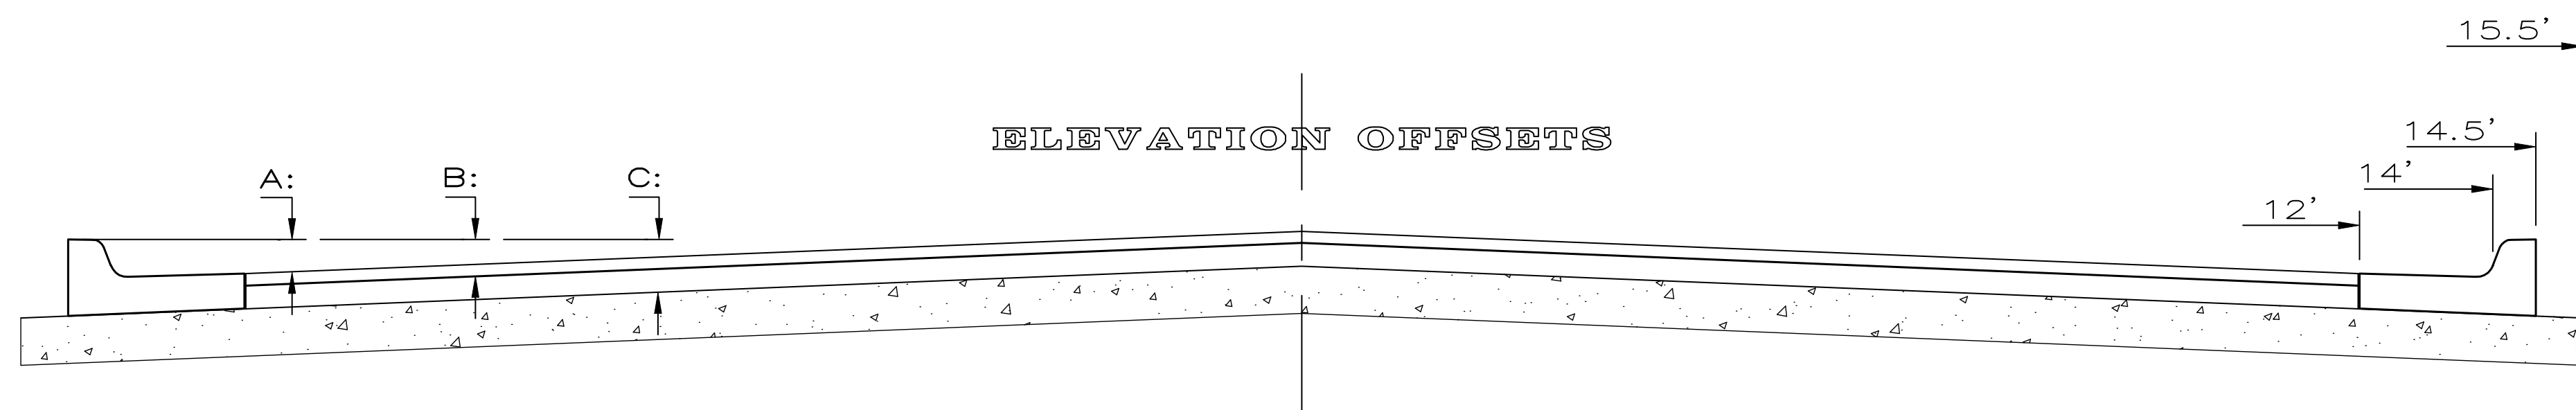 15.5'
ELEVATION OFFSETS
14.5'
14'
A:
B:
C:
12'